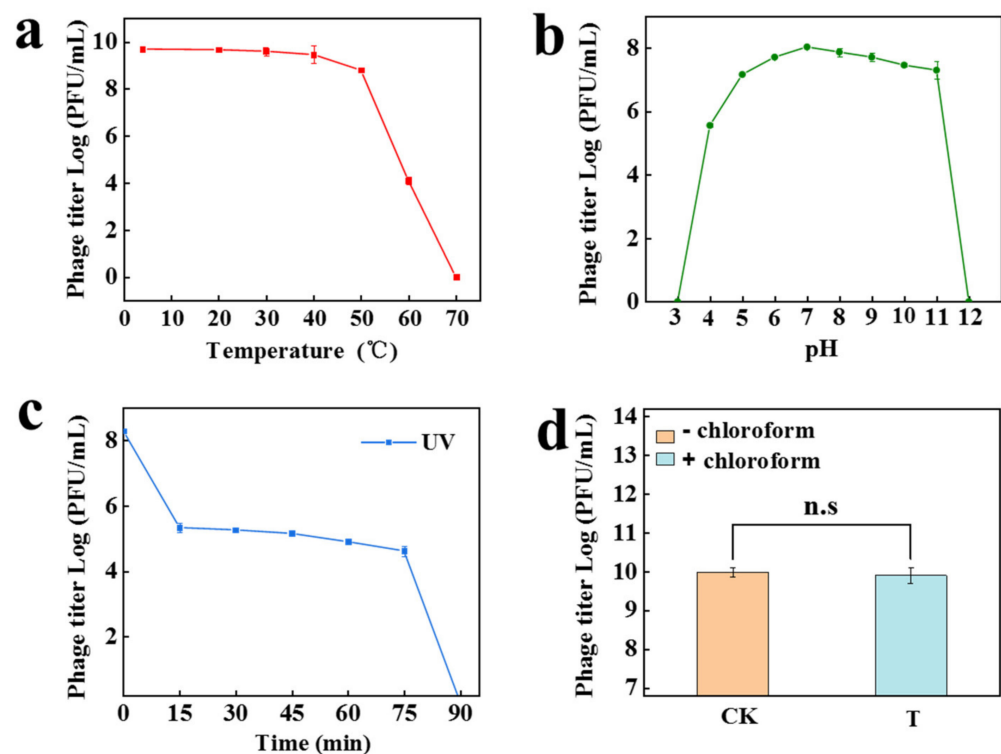 a
Phage titer Log (PFU/mL)
10
8
6
4
2
0
0 10 20 30 40 50 60 70
Temperature (℃)
b
Phage titer Log (PFU/mL)
8
6
4
2
0
3 4 5 6 7 8 9 10 11 12
pH
c
Phage titer Log (PFU/mL)
8
6
4
2
UV
0 15 30 45 60 75 90
Time (min)
d
Phage titer Log (PFU/mL)
14
13
12
11
10
9
8
7
- chloroform
+ chloroform
n.s
CK T